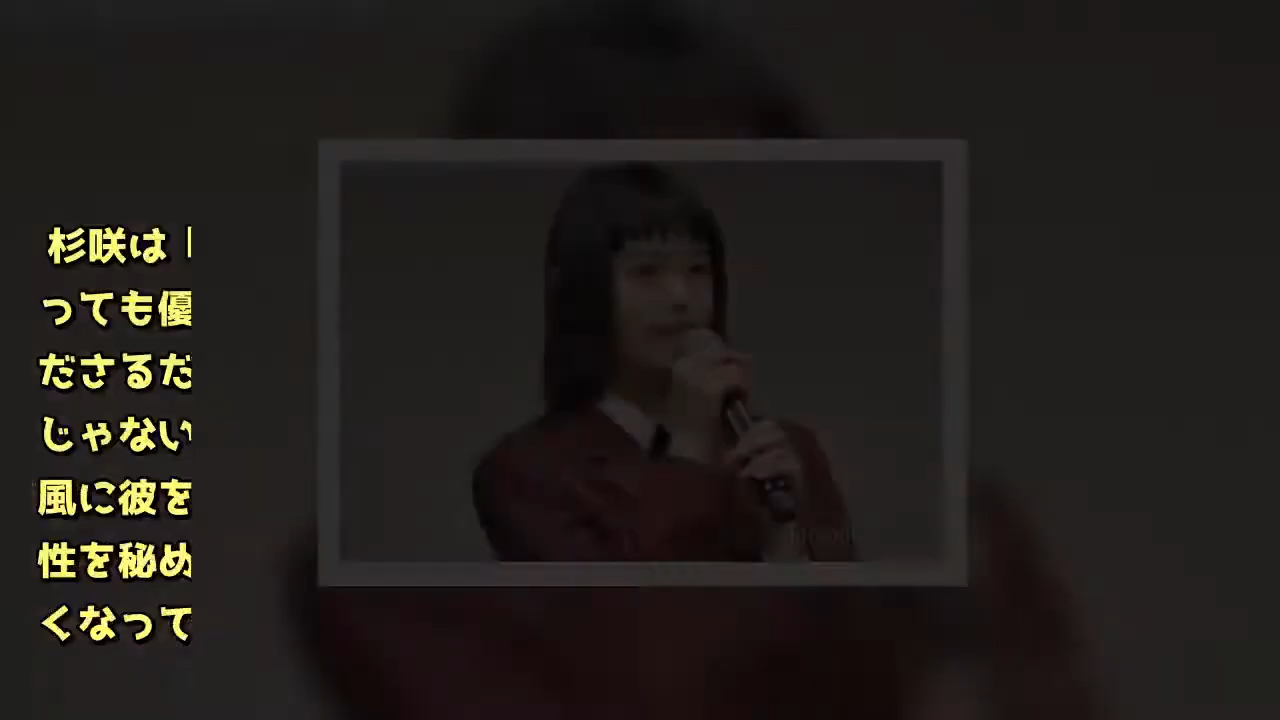 杉咲は「
っても優
ださるだ
じゃない
風に彼を
性を秘め
くなって